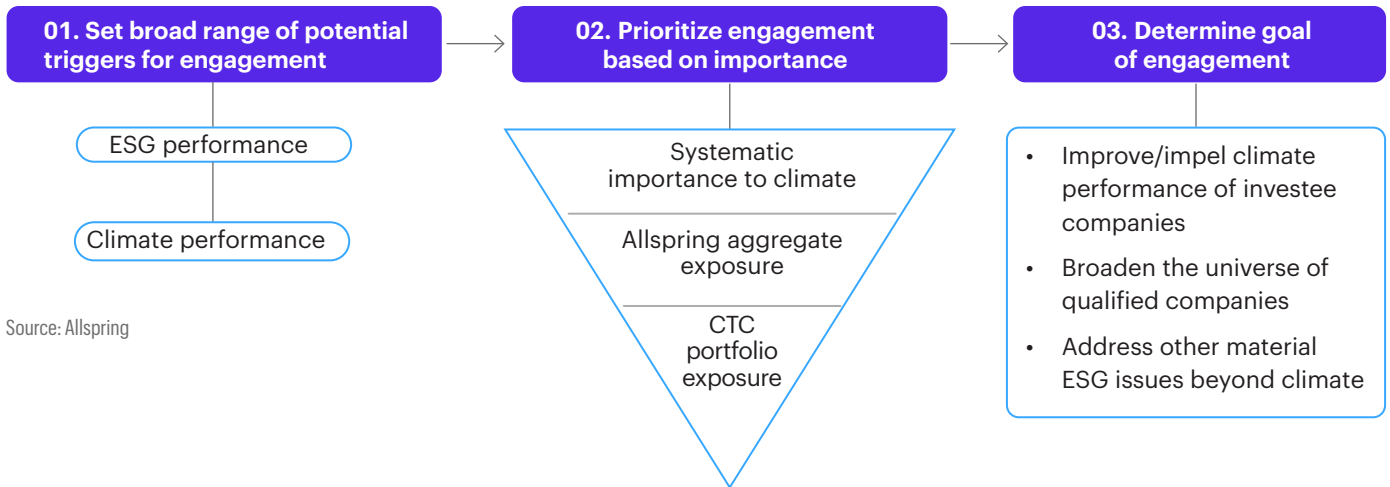 01. Set broad range of potential
triggers for engagement
ESG performance
Climate performance
Source: Allspring
02. Prioritize engagement
based on importance
Systematic
importance to climate
Allspring aggregate
exposure
CTC
portfolio
exposure
03. Determine goal
of engagement
• Improve/impel climate
performance of investee
companies
• Broaden the universe of
qualified companies
• Address other material
ESG issues beyond climate